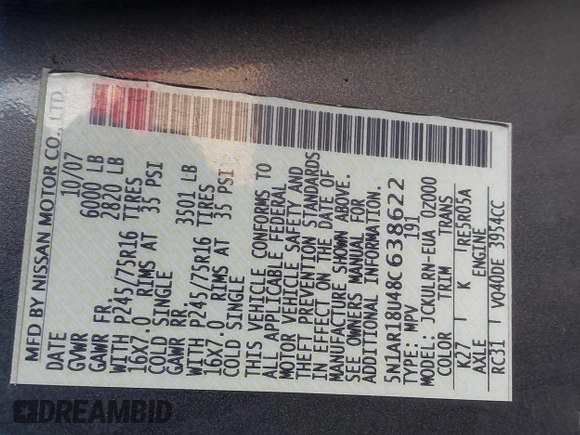 MFD BY NISSAN MOTOR CO., LTD.
DATE 10/07
GVWR 6000 LB
GAWR FR, 2820 LB
WITH P245/75R16 TIRES
16X7.0 RIMS AT 35 PSI
COLD SINGLE
GAWR RR 3501 LB
WITH P245/75R16 TIRES
16X7.0 RIMS AT 35 PSI
COLD SINGLE
THIS VEHICLE CONFORMS TO
ALL APPLICABLE FEDERAL
MOTOR VEHICLE SAFETY AND
THEFT PREVENTION STANDARDS
IN EFFECT ON THE DATE OF
MANUFACTURE SHOWN ABOVE.
SEE OWNERS MANUAL FOR
ADDITIONAL INFORMATION.
5N1AR18U48C638622
TYPE: MPV 191
MODEL: JCKULRN-EUA 02000
COLOR TRIM TRANS
K27 K RE5R05A
AXLE ENGINE
RC31 VQ40DE 3954CC
DREAMBID